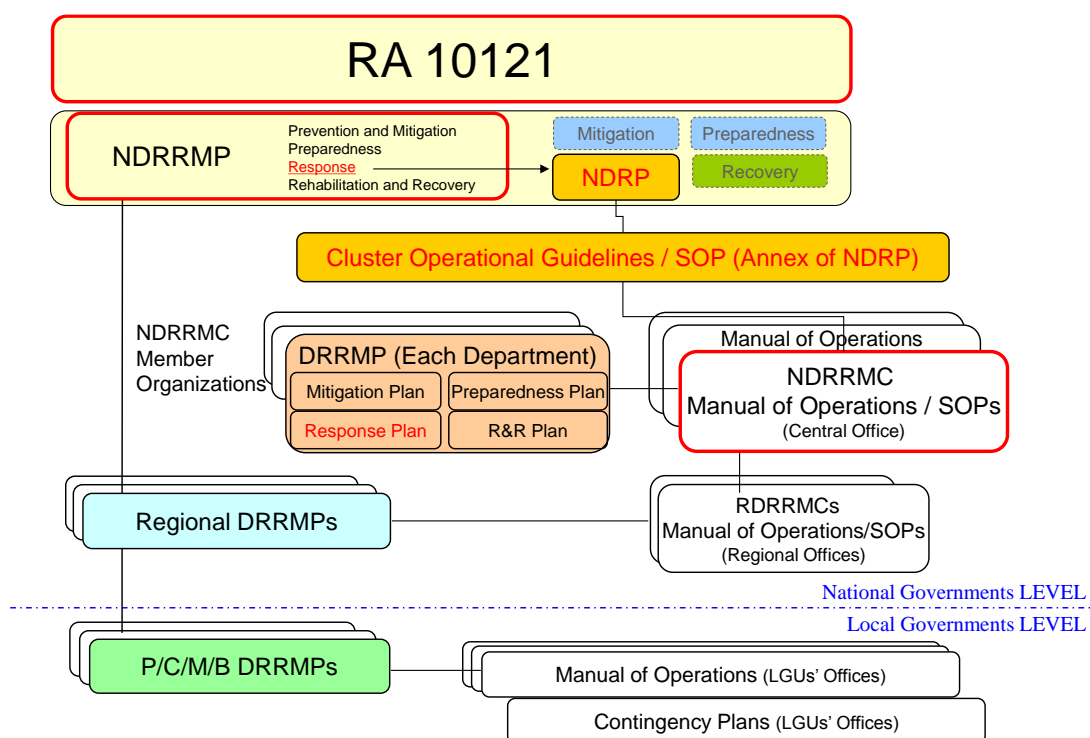 RA 10121
NDRRMP
Prevention and Mitigation
Preparedness
Response
Rehabilitation and Recovery
Mitigation
Preparedness
NDRP
Recovery
Cluster Operational Guidelines / SOP (Annex of NDRP)
NDRRMC
Member
Organizations
DRRMP (Each Department)
Mitigation Plan
Preparedness Plan
Response Plan
R&R Plan
Manual of Operations
NDRRMC
Manual of Operations / SOPs
(Central Office)
Regional DRRMPs
RDRRMCs
Manual of Operations/SOPs
(Regional Offices)
National Governments LEVEL
Local Governments LEVEL
P/C/M/B DRRMPs
Manual of Operations (LGUs' Offices)
Contingency Plans (LGUs' Offices)